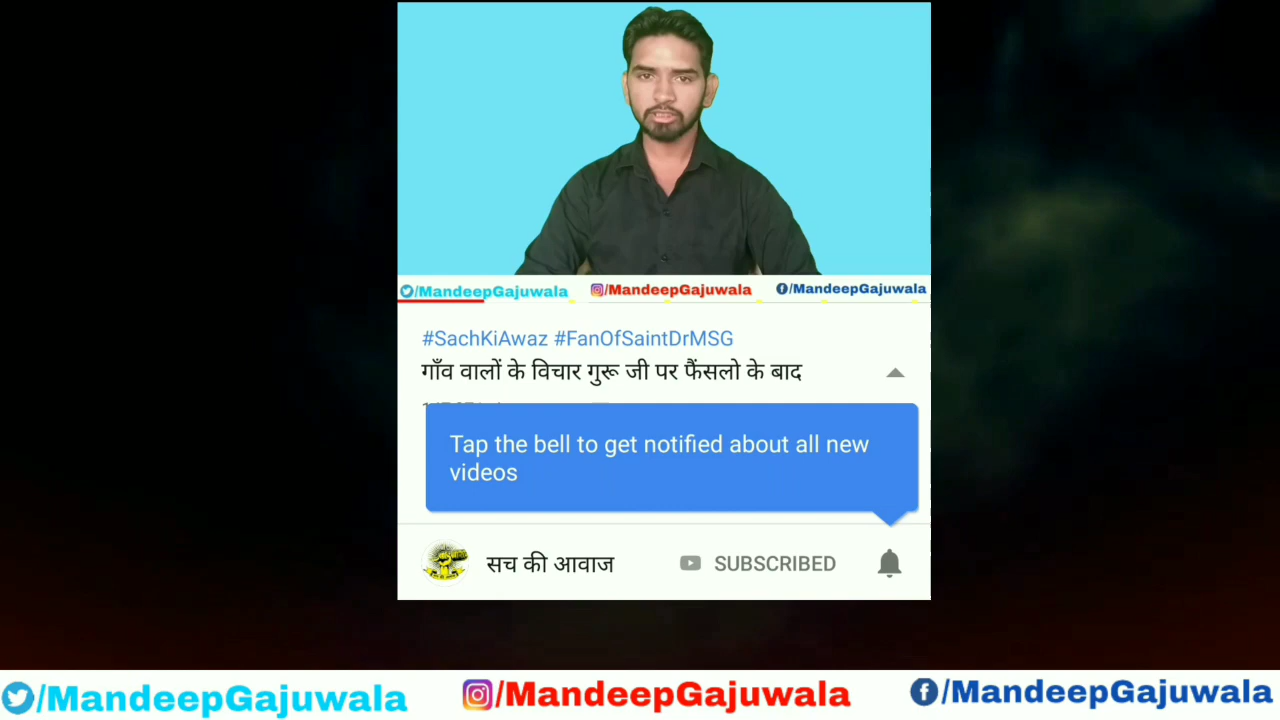 /MandeepGajuwala /MandeepGajuwala /MandeepGajuwala
#SachKiAwaz #FanOfSaintDrMSG
गाँव वालों के विचार गुरू जी पर फैंसलो के बाद
Tap the bell to get notified about all new
videos
सच की आवाज SUBSCRIBED
/MandeepGajuwala /MandeepGajuwala /MandeepGajuwala